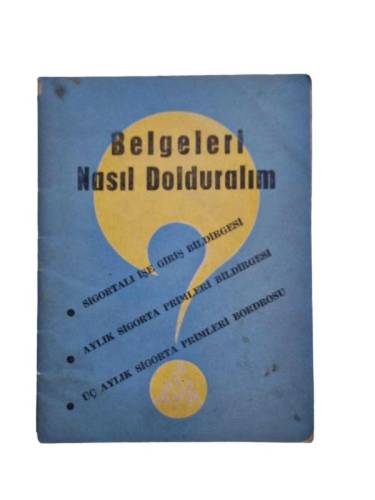 Belgeleri
Nasıl Dolduralım
SİGORTALI İŞE GİRİŞ BİLDİRGESİ
AYLIK SİGORTA PRİMLERİ BİLDİRGESİ
ÜÇ AYLIK SİGORTA PRİMLERİ BORDROSU